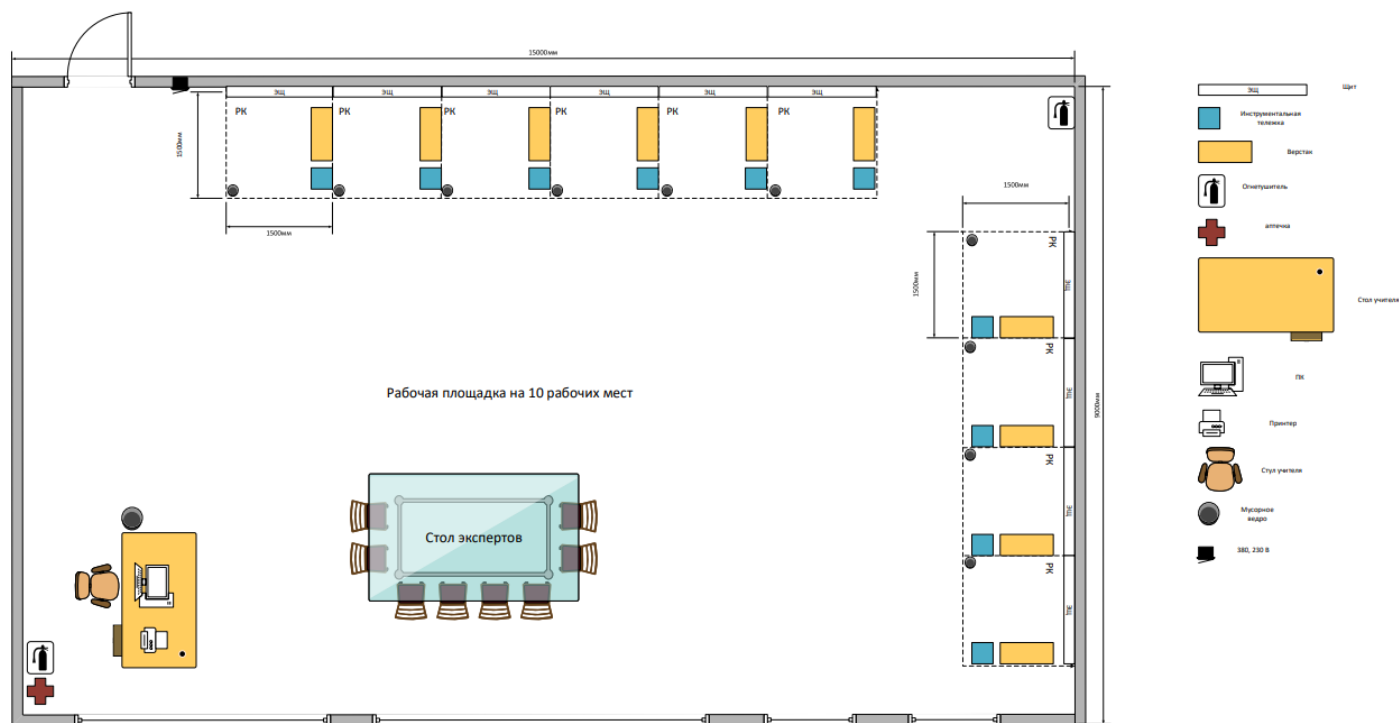 15000мм
ЭЩ
ЭЩ
ЭЩ
ЭЩ
ЭЩ
ЭЩ
РК
РК
РК
РК
РК
РК
1500мм
1500мм
1500мм
1500мм
РК
РК
РК
РК
ЭЩ
ЭЩ
ЭЩ
ЭЩ
9000мм
Рабочая площадка на 10 рабочих мест
Стол экспертов
ЭЩ
Щит
Инструментальная
тележка
Верстак
Огнетушитель
аптечка
Стол учителя
ПК
Принтер
Стул учителя
Мусорное
ведро
380, 230 В